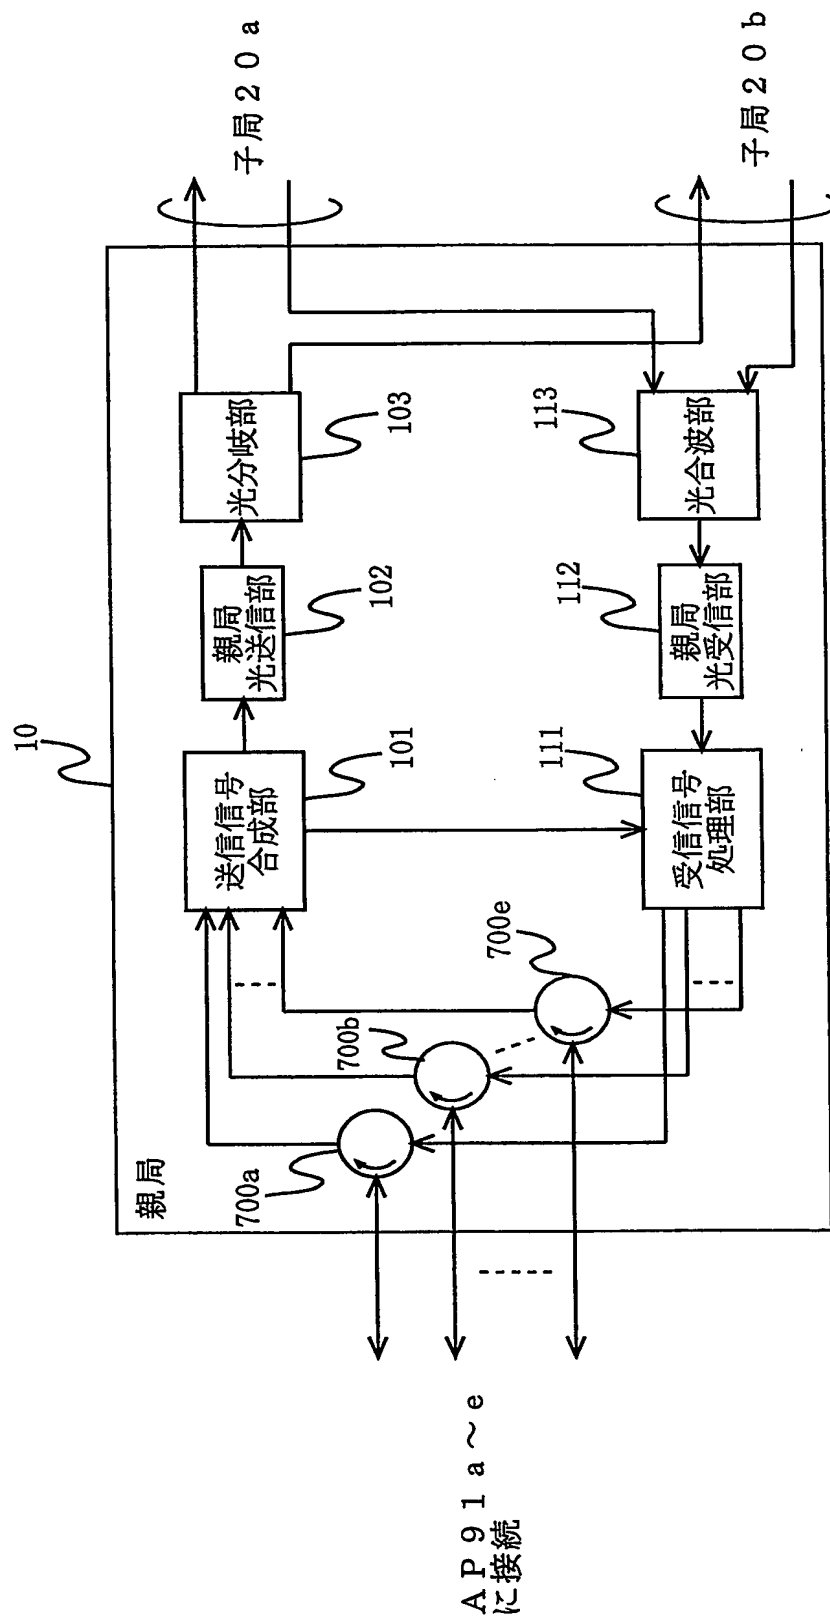 10
親局
AP91a～e
に接続
700a
700b
700e
送信信号
合成部
101
親局
光送信部
102
光分岐部
103
子局20a
受信信号
処理部
111
親局
光受信部
112
光合波部
113
子局20b